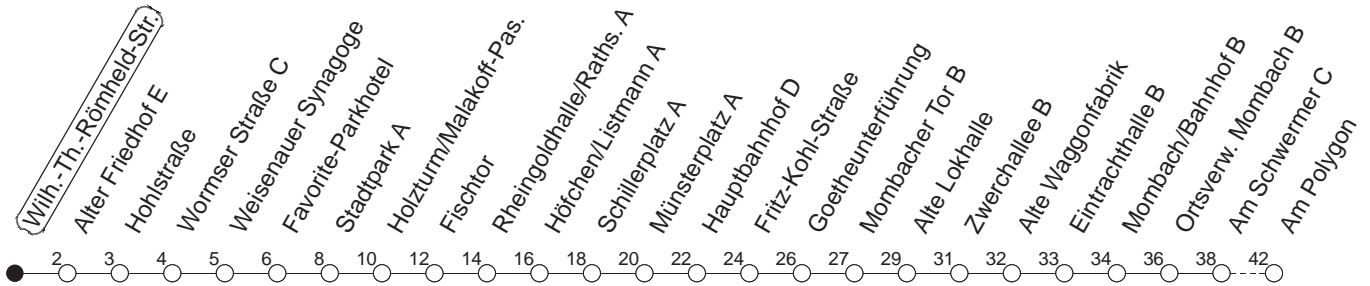 Wilh.-Th.-Römheld-Str.
Alter Friedhof E
Hohlstraße
Wormser Straße C
Weisenauer Synagoge
Favorite-Parkhotel
Stadtpark A
Holzturm/Malakoff-Pas.
Fischtor
Rheingoldhalle/Raths. A
Höfchen/Listmann A
Schillerplatz A
Münsterplatz A
Hauptbahnhof D
Fritz-Kohl-Straße
Goetheunterführung
Mombacher Tor B
Alte Lokhalle
Zwerchallee B
Alte Waggonfabrik
Eintrachthalle B
Mombach/Bahnhof B
Ortsverw. Mombach B
Am Schwermer C
Am Polygon
2 3 4 5 6 8 10 12 14 16 18 20 22 24 26 27 29 31 32 33 34 36 38 42